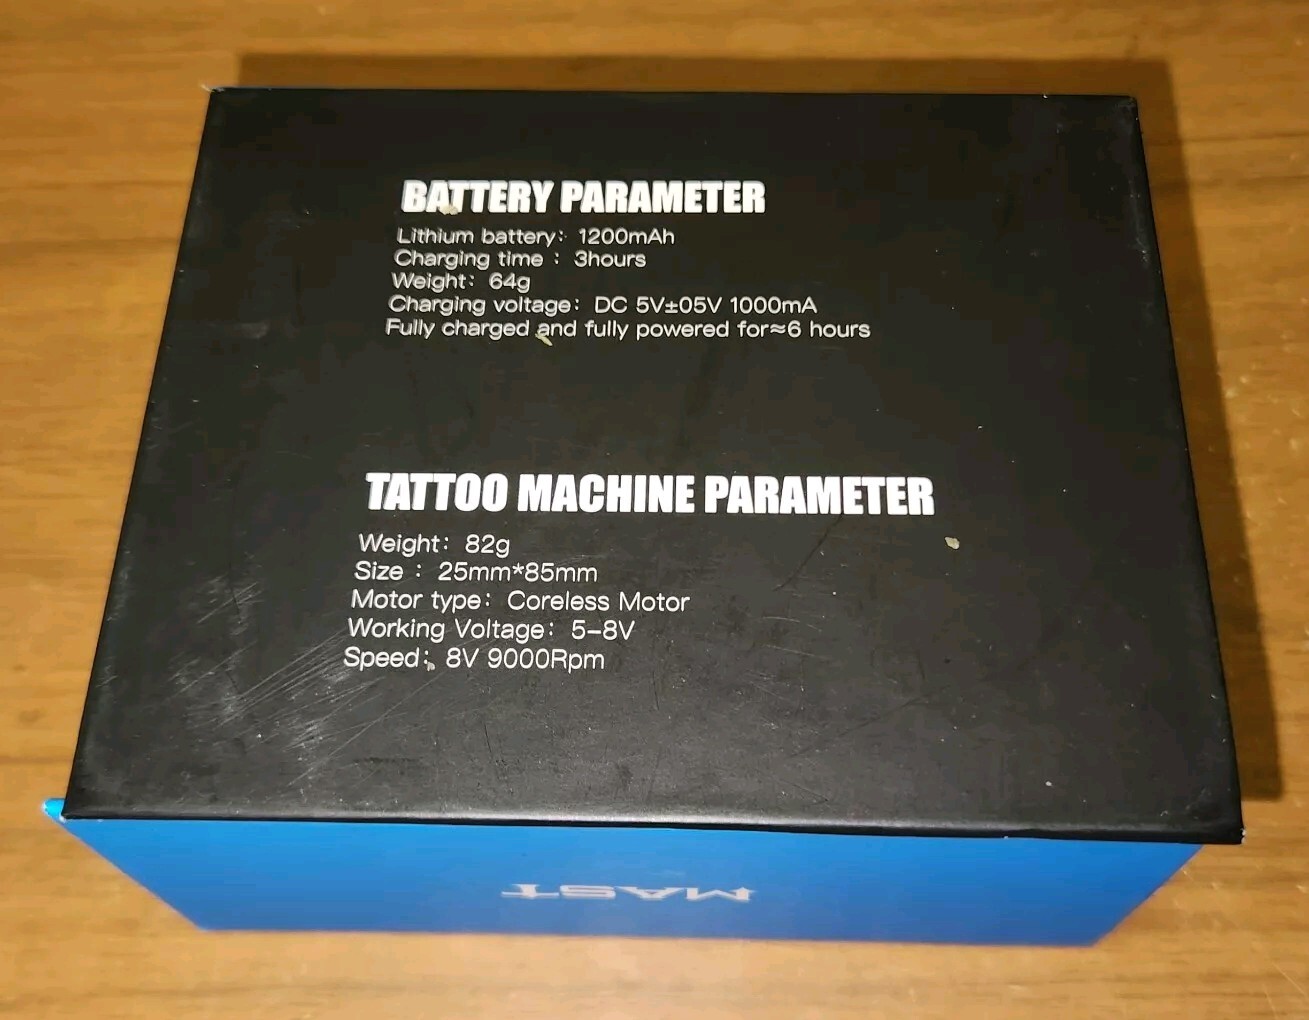 BATTERY PARAMETER
Lithium battery: 1200mAh
Charging time : 3hours
Weight: 64g
Charging voltage: DC 5V±05V 1000mA
Fully charged and fully powered for≈6 hours
TATTOO MACHINE PARAMETER
Weight: 82g
Size : 25mm*85mm
Motor type: Coreless Motor
Working Voltage: 5-8V
Speed: 8V 9000Rpm
MAST